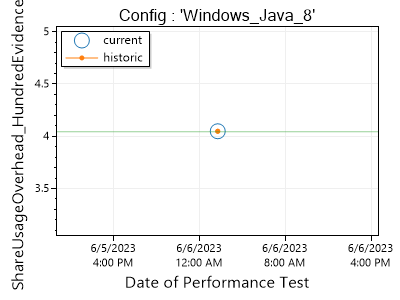 Config : 'Windows_Java_8'
ShareUsageOverhead_HundredEvidence
5
4.5
4
3.5
current
historic
6/5/2023
4:00 PM
6/6/2023
12:00 AM
6/6/2023
8:00 AM
6/6/2023
4:00 PM
Date of Performance Test